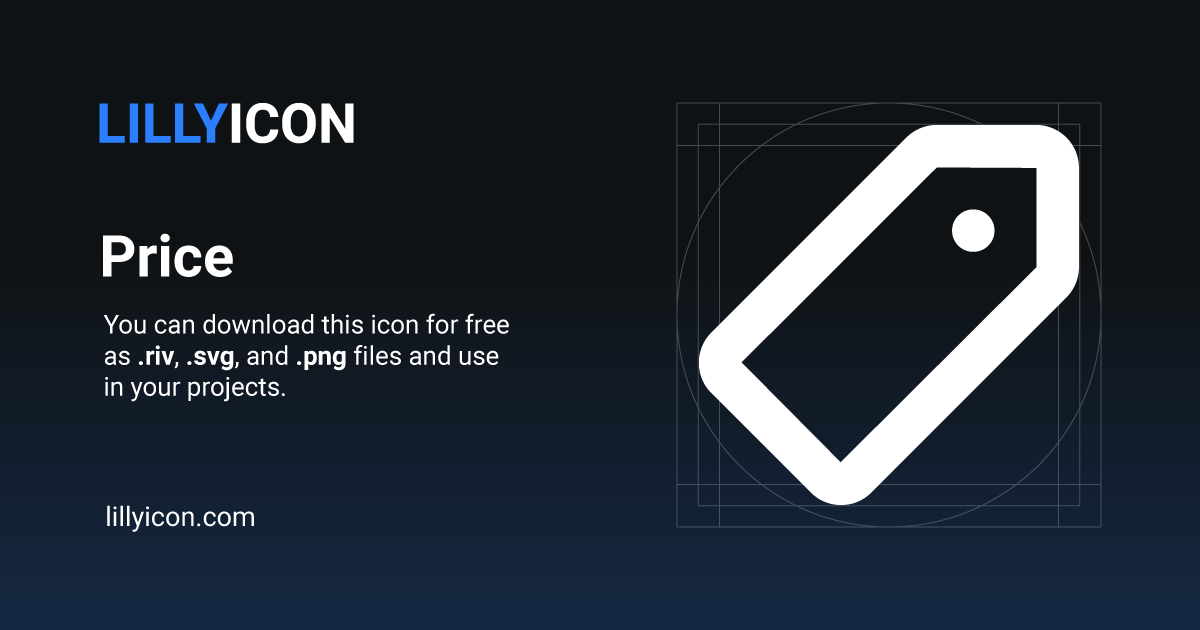 LILLYICON
Price
You can download this icon for free
as .riv, .svg, and .png files and use
in your projects.
lillyicon.com